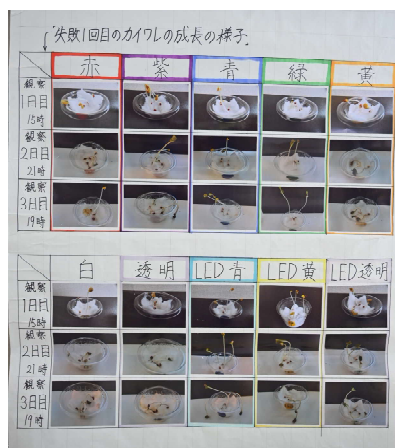 「失敗1回目のカイワレの成長の様子」
赤 紫 青 緑 黄
観察
1日目
15時
観察
2日目
21時
観察
3日目
19時
白 透明 LED青 LED黄 LED透明
観察
1日目
15時
観察
2日目
21時
観察
3日目
19時